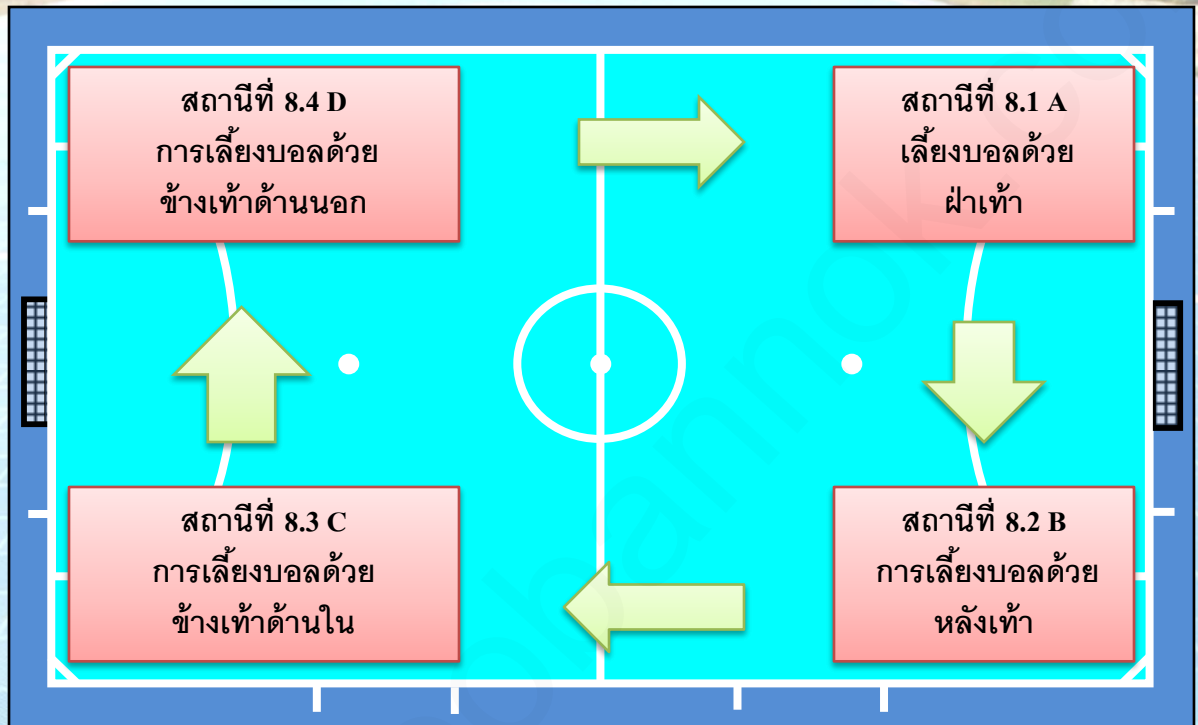 สถานีที่ 8.4 D
การเลี้ยงบอลด้วย
ข้างเท้าด้านนอก
สถานีที่ 8.1 A
เลี้ยงบอลด้วย
ฝ่าเท้า
สถานีที่ 8.3 C
การเลี้ยงบอลด้วย
ข้างเท้าด้านใน
สถานีที่ 8.2 B
การเลี้ยงบอลด้วย
หลังเท้า